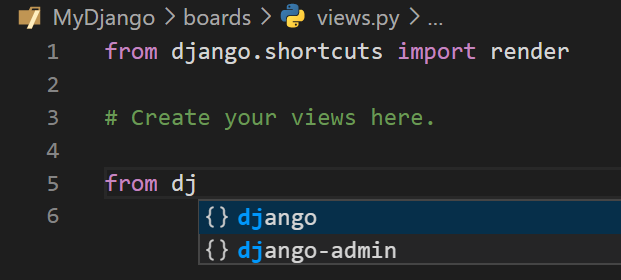 MyDjango > boards > views.py > ...
1 from django.shortcuts import render
2
3 # Create your views here.
4
5 from dj
6
{} django
{} django-admin